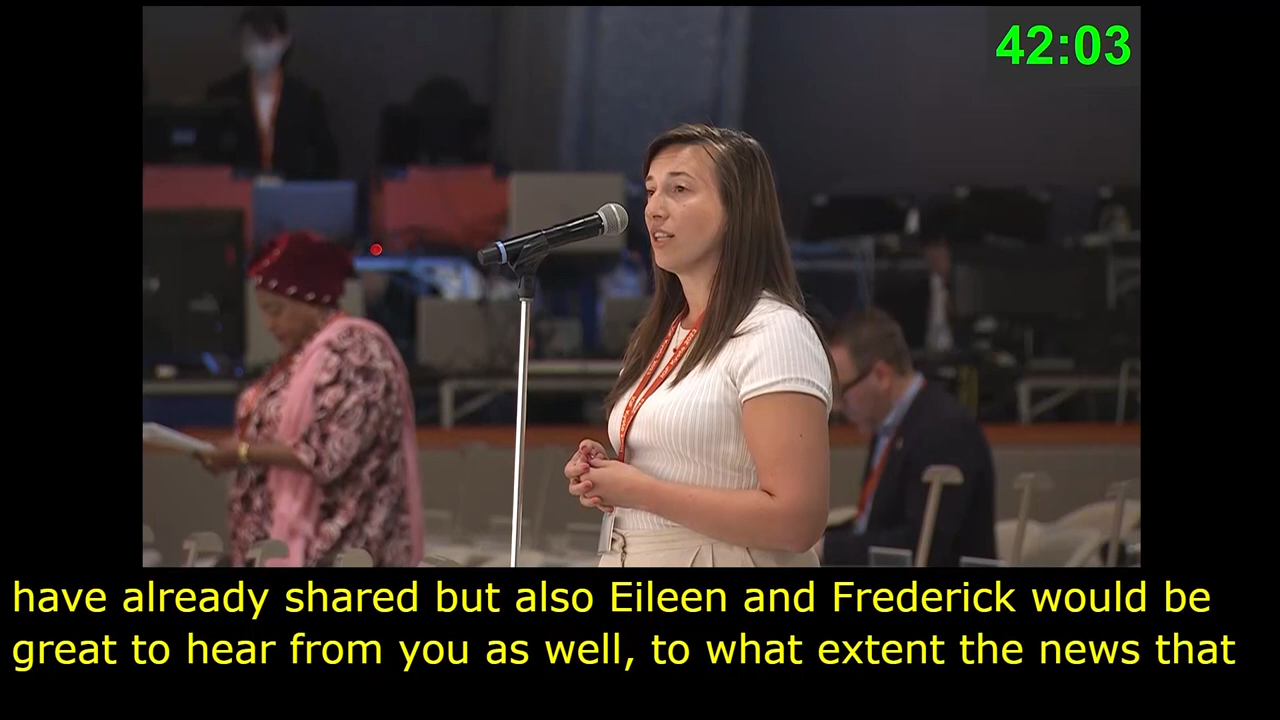 42:03
have already shared but also Eileen and Frederick would be
great to hear from you as well, to what extent the news that